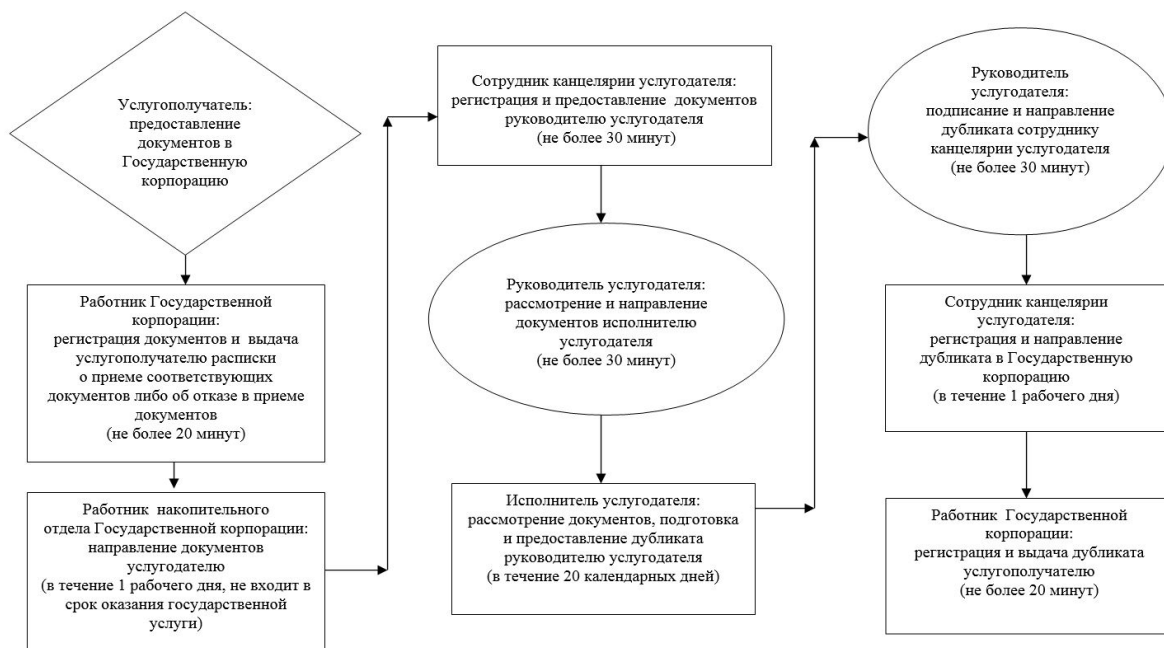 Услугополучатель:
предоставление
документов в
Государственную
корпорацию
Работник Государственной
корпорации:
регистрация документов и выдача
услугополучателю расписки
о приеме соответствующих
документов либо об отказе в приеме
документов
(не более 20 минут)
Работник накопительного
отдела Государственной корпорации:
направление документов
услугодателю
(в течение 1 рабочего дня, не входит в
срок оказания государственной
услуги)
Сотрудник канцелярии услугодателя:
регистрация и предоставление документов
руководителю услугодателя
(не более 30 минут)
Руководитель услугодателя:
рассмотрение и направление
документов исполнителю
услугодателя
(не более 30 минут)
Исполнитель услугодателя:
рассмотрение документов, подготовка
и предоставление дубликата
руководителю услугодателя
(в течение 20 календарных дней)
Руководитель
услугодателя:
подписание и направление
дубликата сотруднику
канцелярии услугодателя
(не более 30 минут)
Сотрудник канцелярии
услугодателя:
регистрация и направление
дубликата в Государственную
корпорацию
(в течение 1 рабочего дня)
Работник Государственной
корпорации:
регистрация и выдача дубликата
услугополучателю
(не более 20 минут)